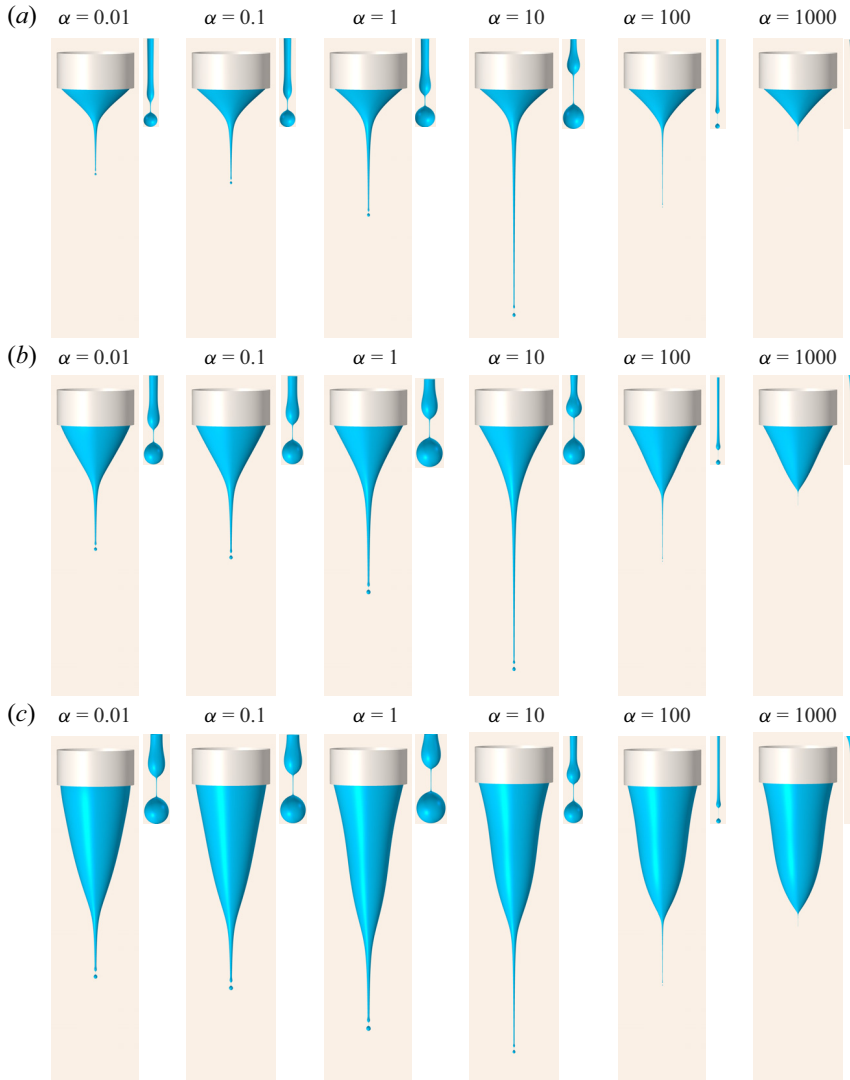 (a) α = 0.01 α = 0.1 α = 1 α = 10 α = 100 α = 1000
(b) α = 0.01 α = 0.1 α = 1 α = 10 α = 100 α = 1000
(c) α = 0.01 α = 0.1 α = 1 α = 10 α = 100 α = 1000